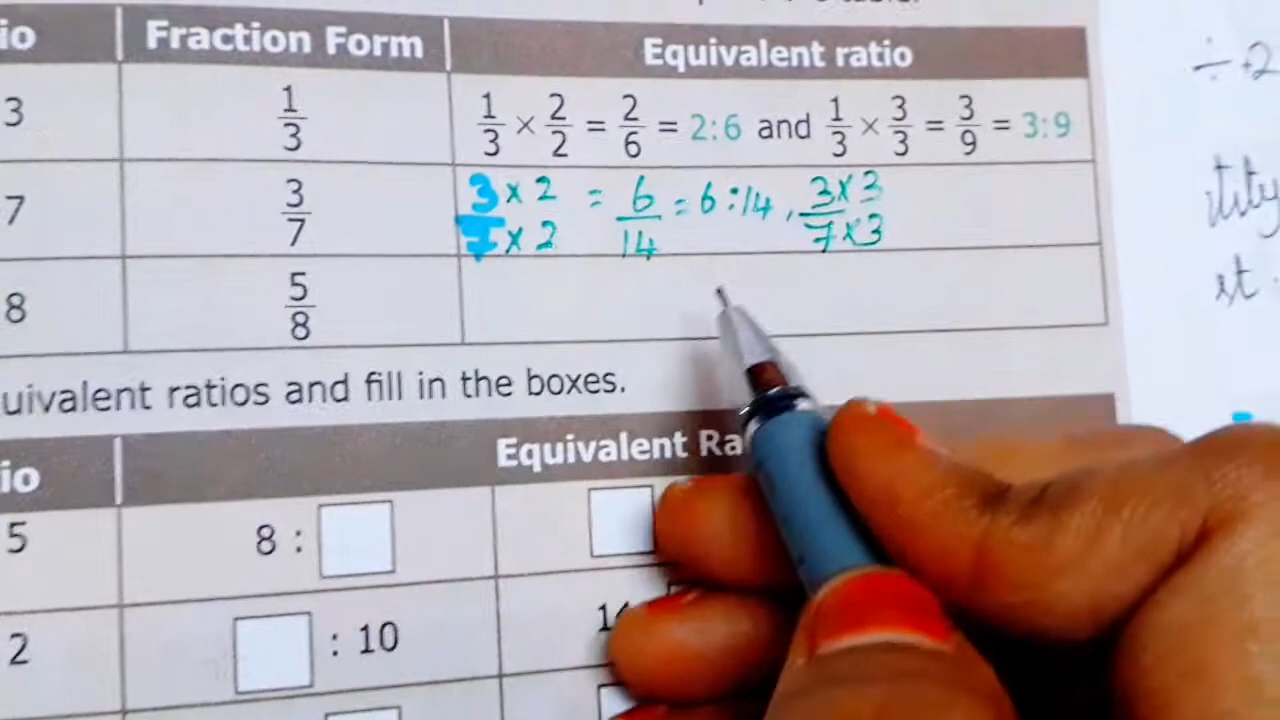 io Fraction Form Equivalent ratio
3 1/3 1/3 × 2/2 = 2/6 = 2:6 and 1/3 × 3/3 = 3/9 = 3:9
7 3/7 3×2/7×2 = 6/14 = 6:14, 3×3/7×3
8 5/8
uivalent ratios and fill in the boxes.
io Equivalent Ra
5 8 :
2 : 10
÷2
st.